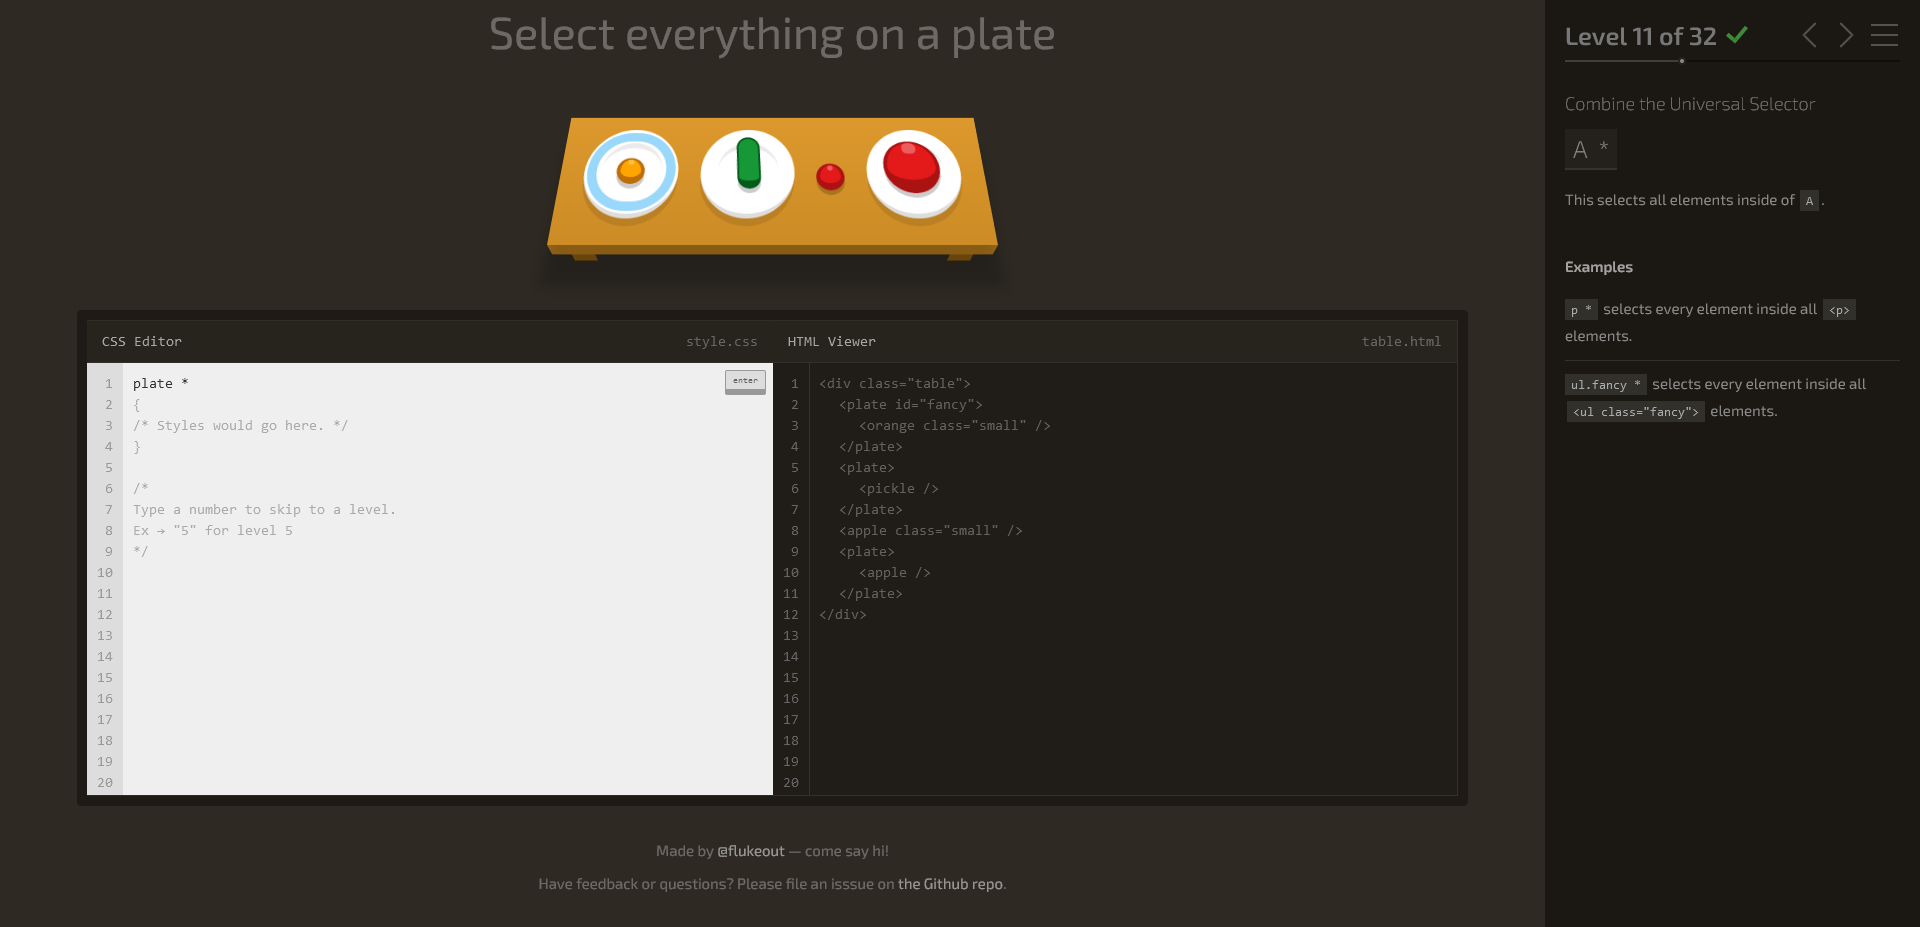 Select everything on a plate
CSS Editor
style.css
1 plate *
enter
2 {
3 /* Styles would go here. */
4 }
5
6 /*
7 Type a number to skip to a level.
8 Ex → "5" for level 5
9 */
10
11
12
13
14
15
16
17
18
19
20
HTML Viewer
table.html
1 <div class="table">
2 <plate id="fancy">
3 <orange class="small" />
4 </plate>
5 <plate>
6 <pickle />
7 </plate>
8 <apple class="small" />
9 <plate>
10 <apple />
11 </plate>
12 </div>
13
14
15
16
17
18
19
20
Made by @flukeout — come say hi!
Have feedback or questions? Please file an isssue on the Github repo.
Level 11 of 32
Combine the Universal Selector
A *
This selects all elements inside of A .
Examples
p * selects every element inside all <p>
elements.
ul.fancy * selects every element inside all
<ul class="fancy"> elements.